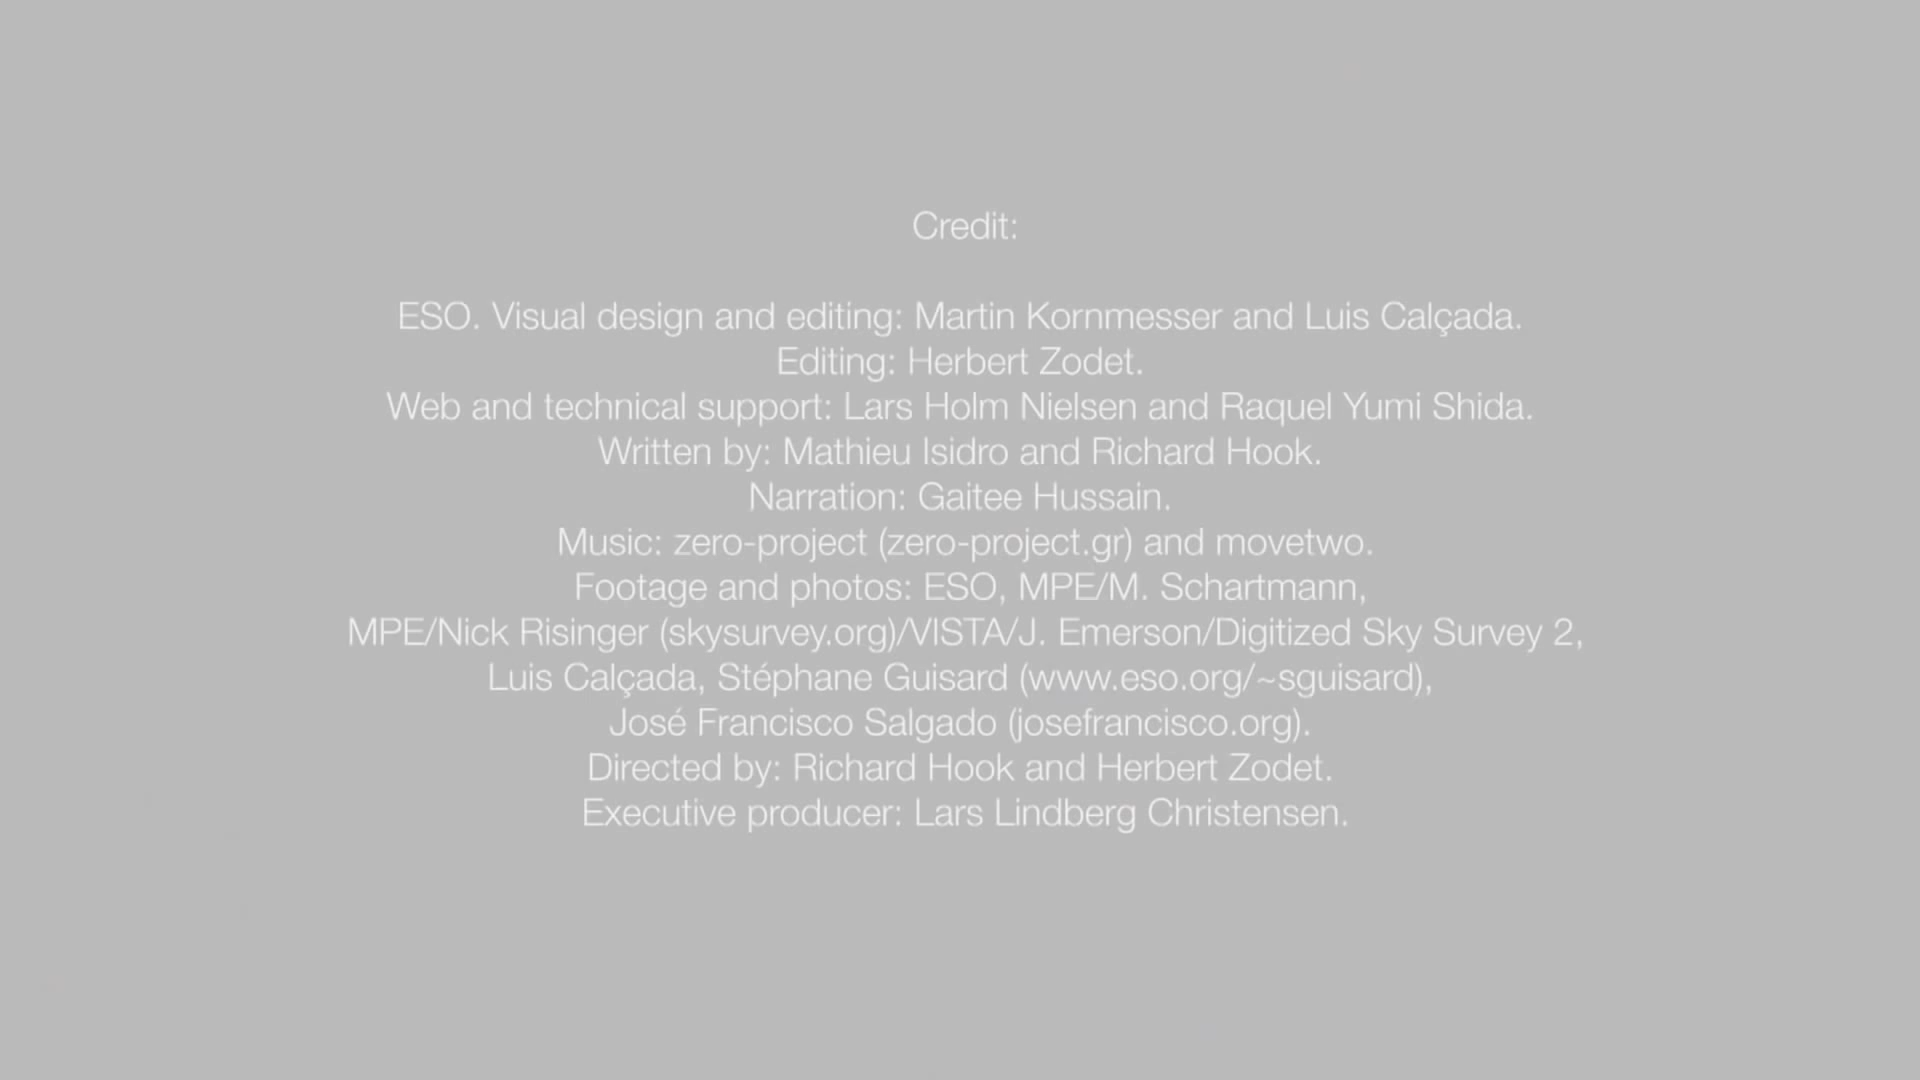 Credit:
ESO. Visual design and editing: Martin Kornmesser and Luis Calçada.
Editing: Herbert Zodet.
Web and technical support: Lars Holm Nielsen and Raquel Yumi Shida.
Written by: Mathieu Isidro and Richard Hook.
Narration: Gaitee Hussain.
Music: zero-project (zero-project.gr) and movetwo.
Footage and photos: ESO, MPE/M. Schartmann,
MPE/Nick Risinger (skysurvey.org)/VISTA/J. Emerson/Digitized Sky Survey 2,
Luis Calçada, Stéphane Guisard (www.eso.org/~sguisard),
José Francisco Salgado (josefrancisco.org).
Directed by: Richard Hook and Herbert Zodet.
Executive producer: Lars Lindberg Christensen.